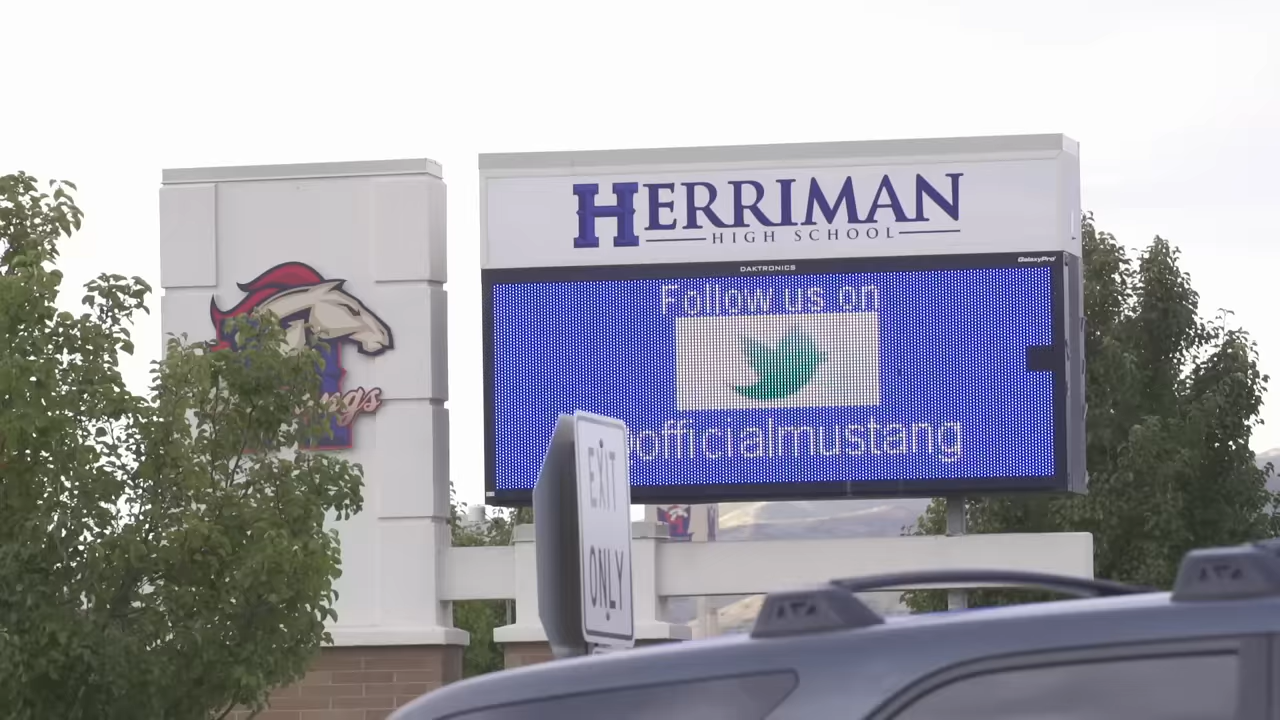 HERRIMAN
HIGH SCHOOL
DAKTRONICS
GalaxyPro
Follow us on
officialmustang
EXIT
ONLY